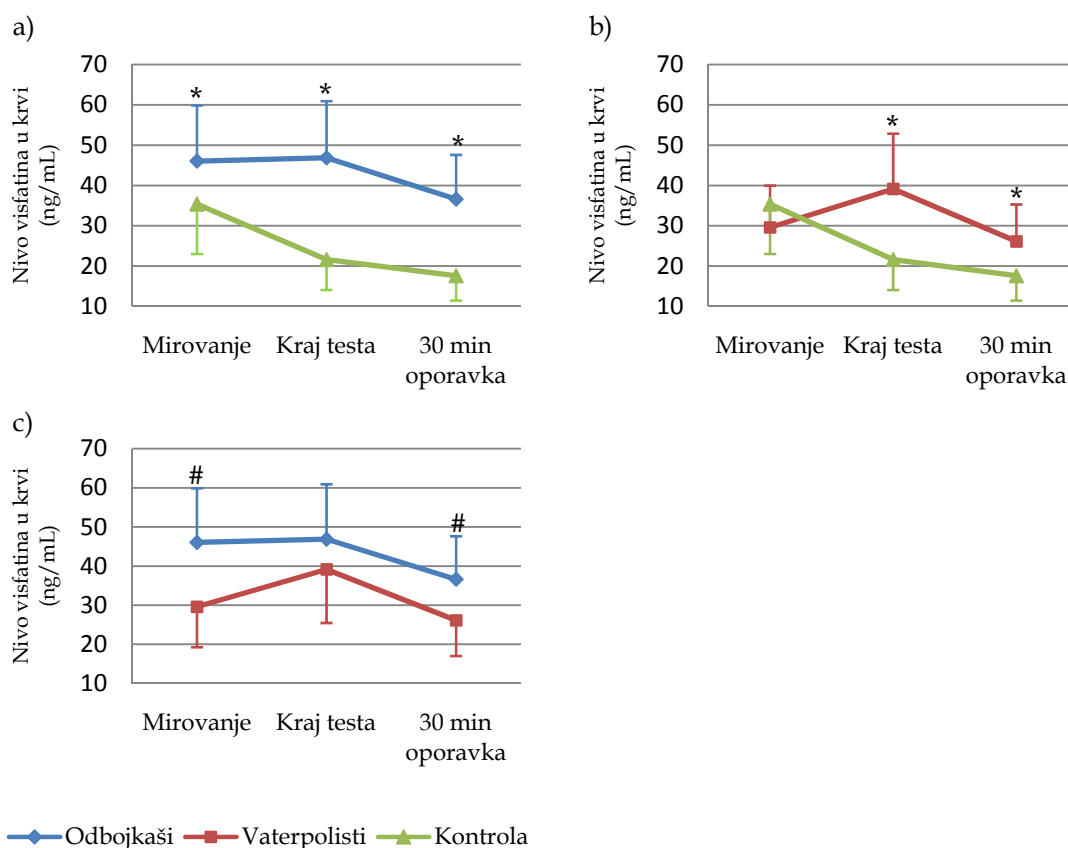 a)
Nivo visfatina u krvi
(ng/mL)
70
60
50
40
30
20
10
*
*
*
Mirovanje
Kraj testa
30 min
oporavka
b)
Nivo visfatina u krvi
(ng/mL)
70
60
50
40
30
20
10
*
*
Mirovanje
Kraj testa
30 min
oporavka
c)
Nivo visfatina u krvi
(ng/mL)
70
60
50
40
30
20
10
#
#
Mirovanje
Kraj testa
30 min
oporavka
Odbojkaši
Vaterpolisti
Kontrola